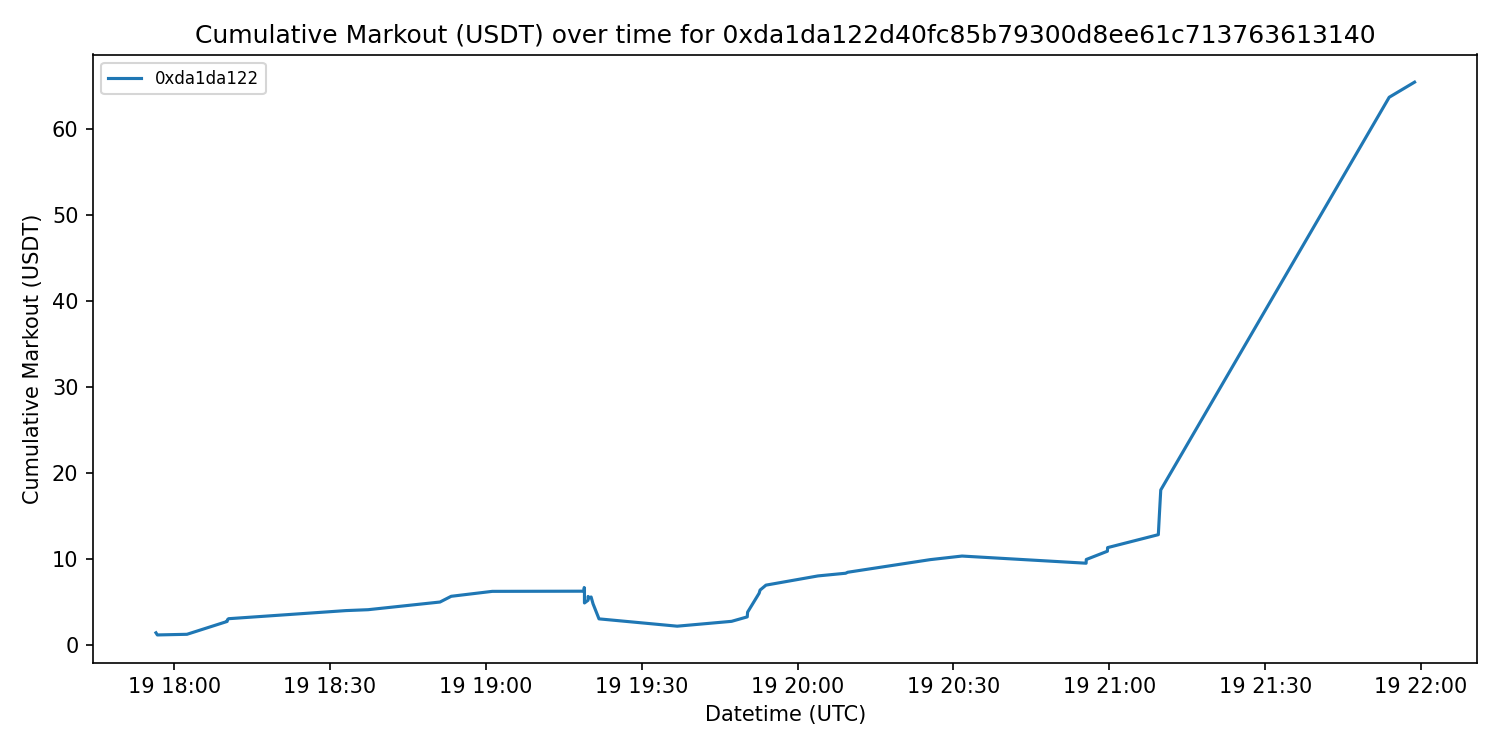 Cumulative Markout (USDT) over time for 0xda1da122d40fc85b79300d8ee61c713763613140
0xda1da122
Cumulative Markout (USDT)
60
50
40
30
20
10
0
19 18:00 19 18:30 19 19:00 19 19:30 19 20:00 19 20:30 19 21:00 19 21:30 19 22:00
Datetime (UTC)